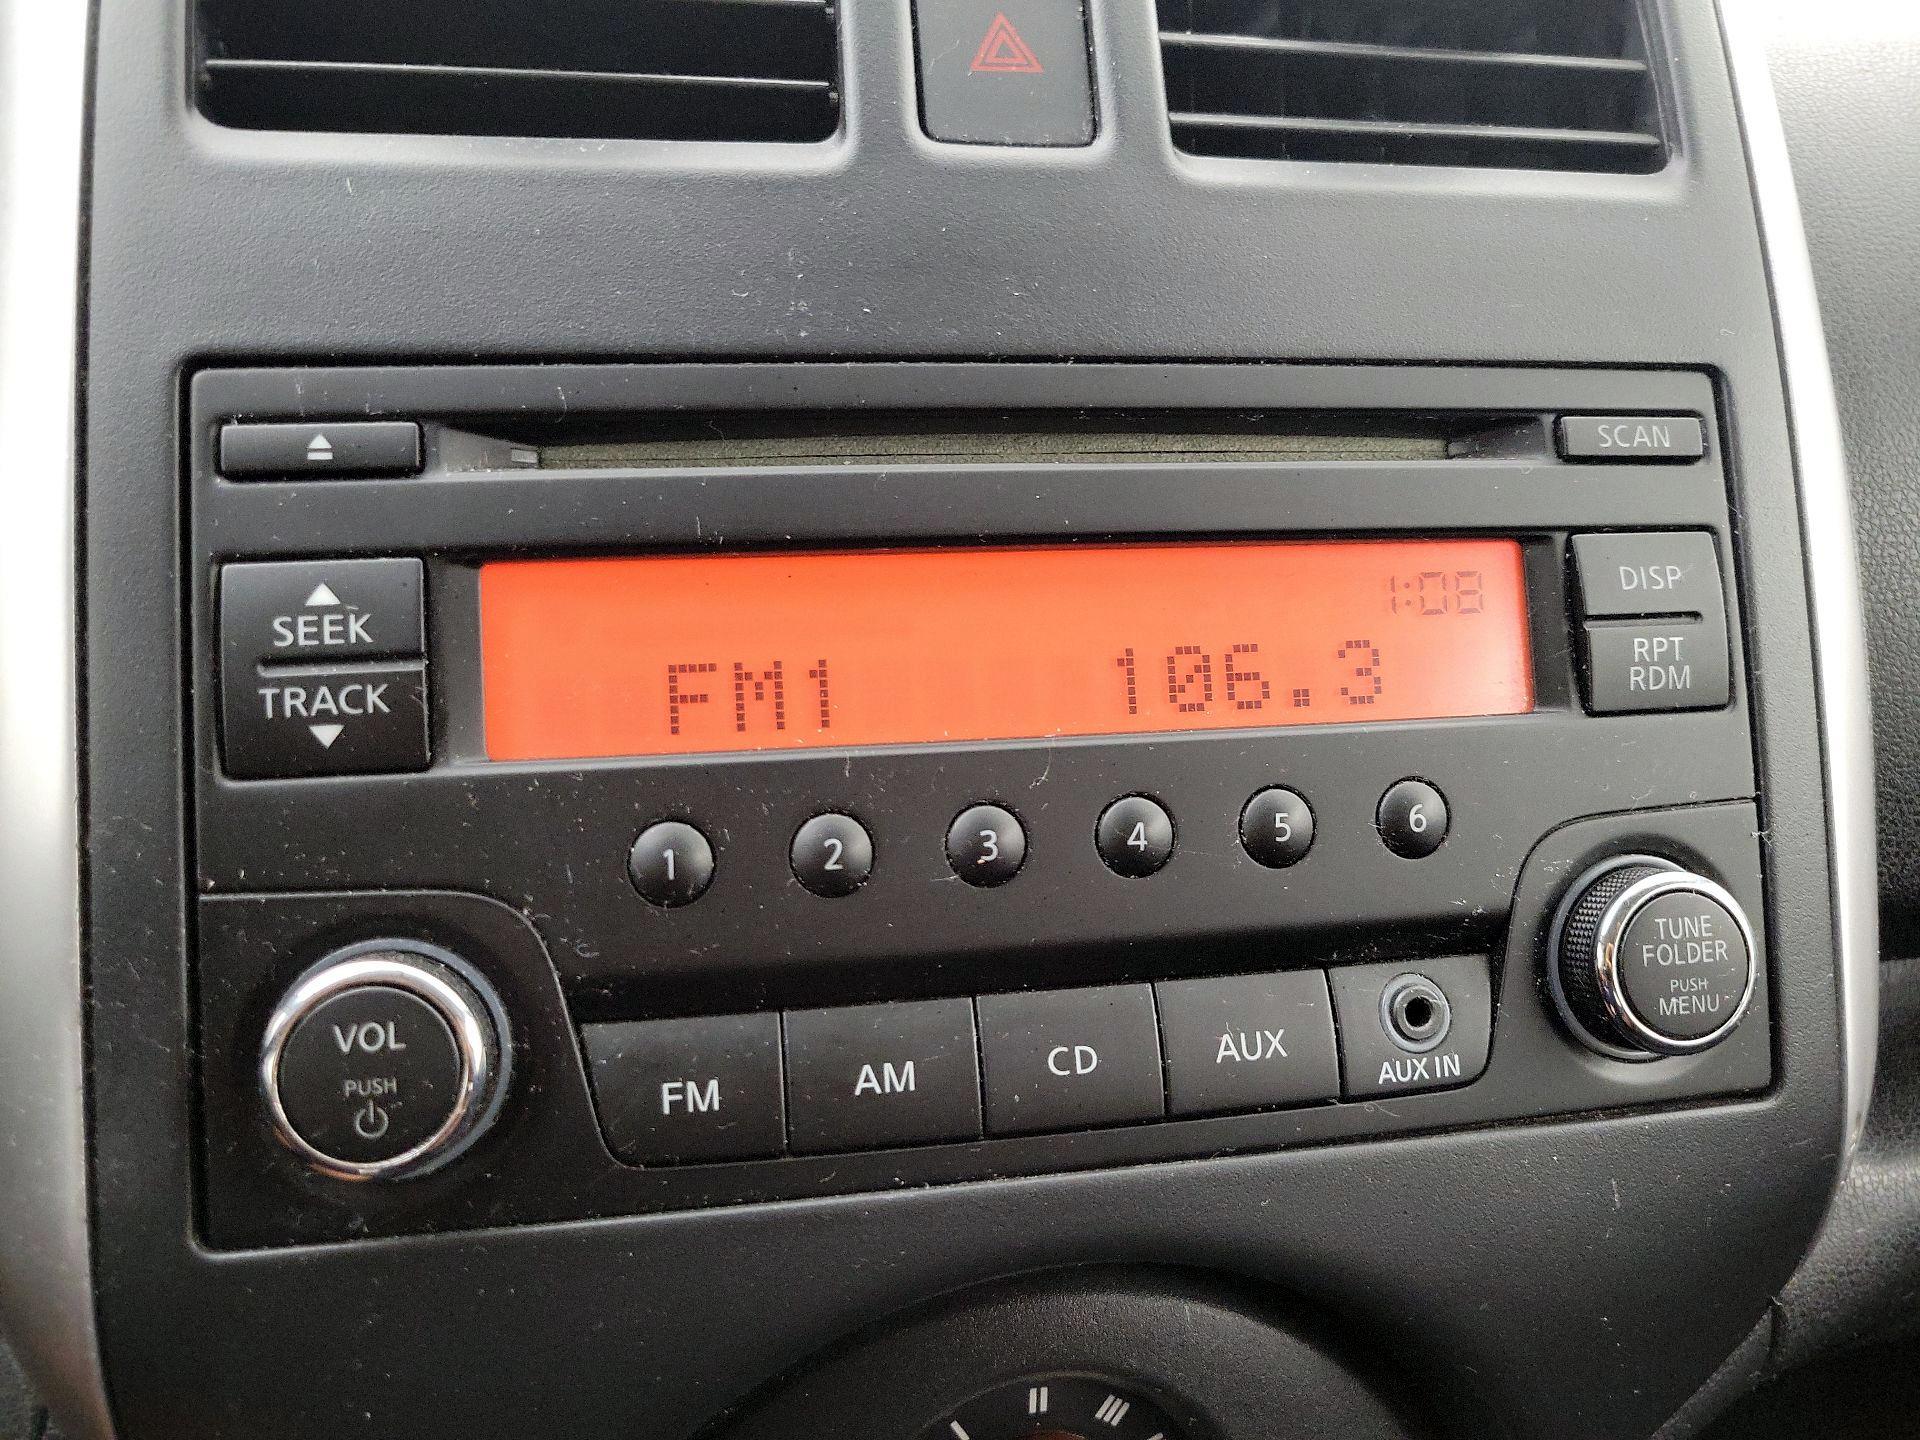 SCAN
SEEK
TRACK
1:08
FM1 106.3
DISP
RPT
RDM
1 2 3 4 5 6
VOL
PUSH
FM AM CD AUX
AUX IN
TUNE
FOLDER
PUSH
MENU